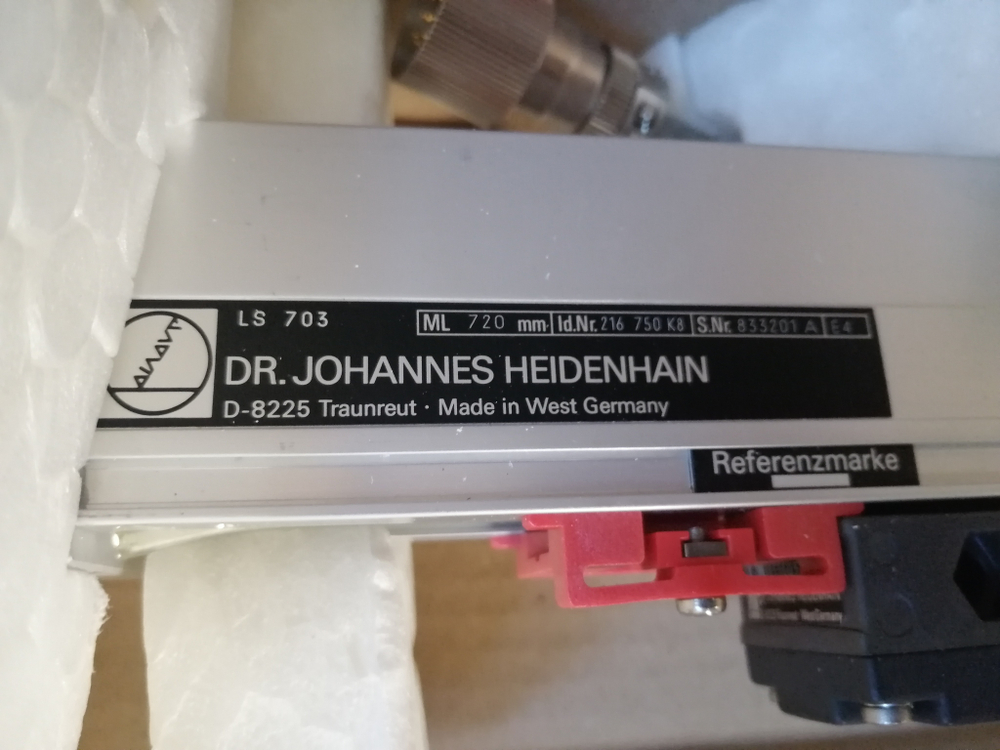 LS 703 ML 720 mm Id.Nr. 216 750 K8 S.Nr. 833201 A E4
DR. JOHANNES HEIDENHAIN
D-8225 Traunreut · Made in West Germany
Referenzmarke